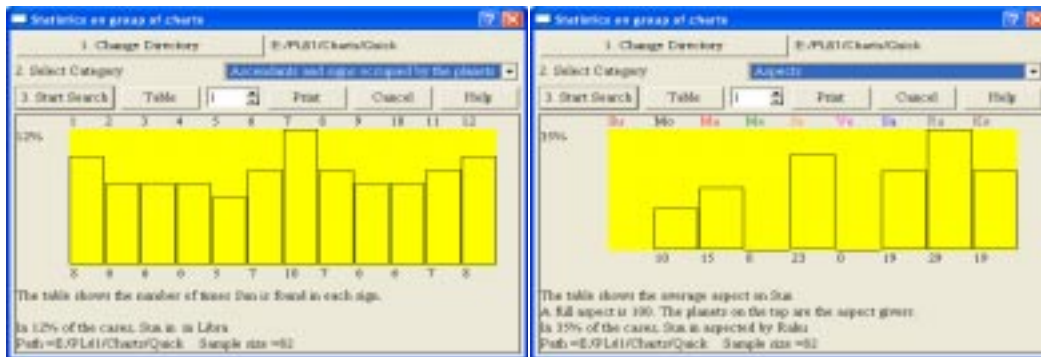 Statistics on group of charts
1. Change Directory E:/PL61/Charts/Quick
2. Select Category Ascendants and signs occupied by the planets
3. Start Search Table 1 Print Cancel Help
1 2 3 4 5 6 7 8 9 10 11 12
12%
8 6 6 6 5 7 10 7 6 6 7 8
The table shows the number of times Sun is found in each sign.
In 12% of the cases, Sun is in Libra
Path =E:/PL61/Charts/Quick Sample size =82
Statistics on group of charts
1. Change Directory E:/PL61/Charts/Quick
2. Select Category Aspects
3. Start Search Table 1 Print Cancel Help
Su Mo Ma Me Ju Ve Sa Ra Ke
35%
10 15 0 23 0 19 29 19
The table shows the average aspect on Sun
A full aspect is 100. The planets on the top are the aspect givers.
In 35% of the cases, Sun is aspected by Rahu
Path =E:/PL61/Charts/Quick Sample size =82